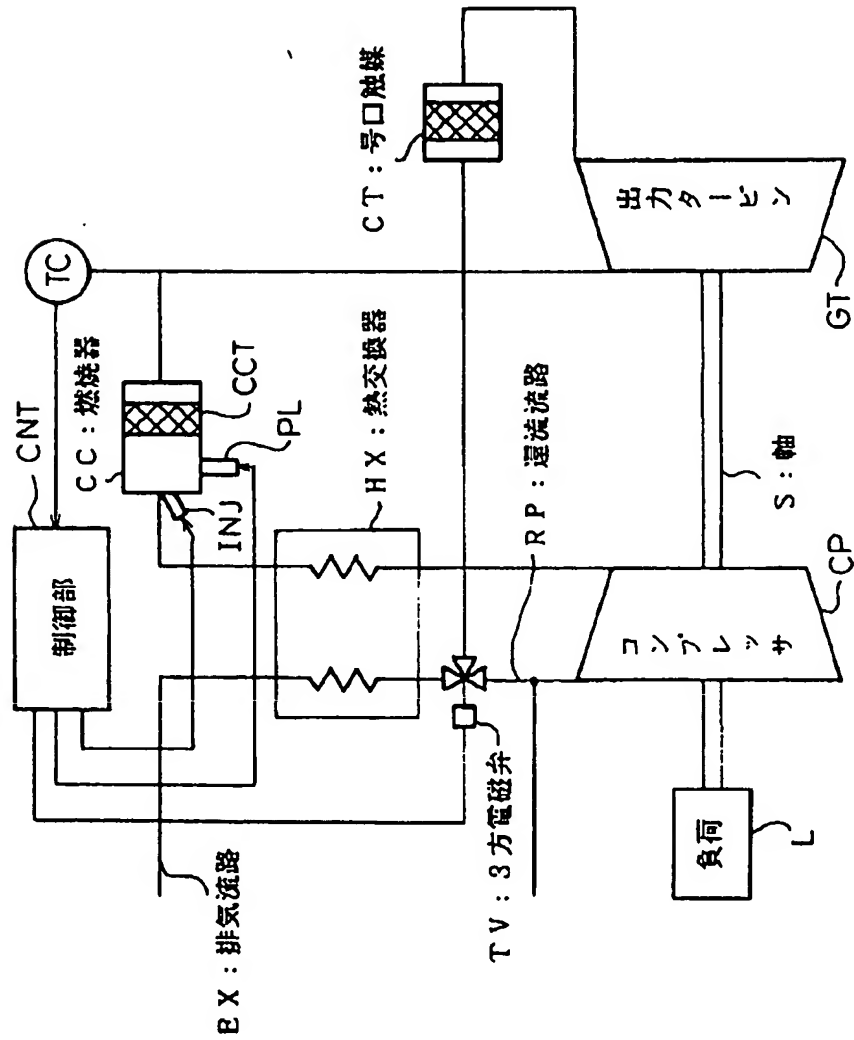 TC
CNT
制御部
CC:燃焼器
CCT
PL
INJ
HX:熱交換器
CT:号口触媒
EX:排気流路
TV:3方電磁弁
RP:還流流路
出力タービン
GT
S:軸
コンプレッサ
CP
負荷
L